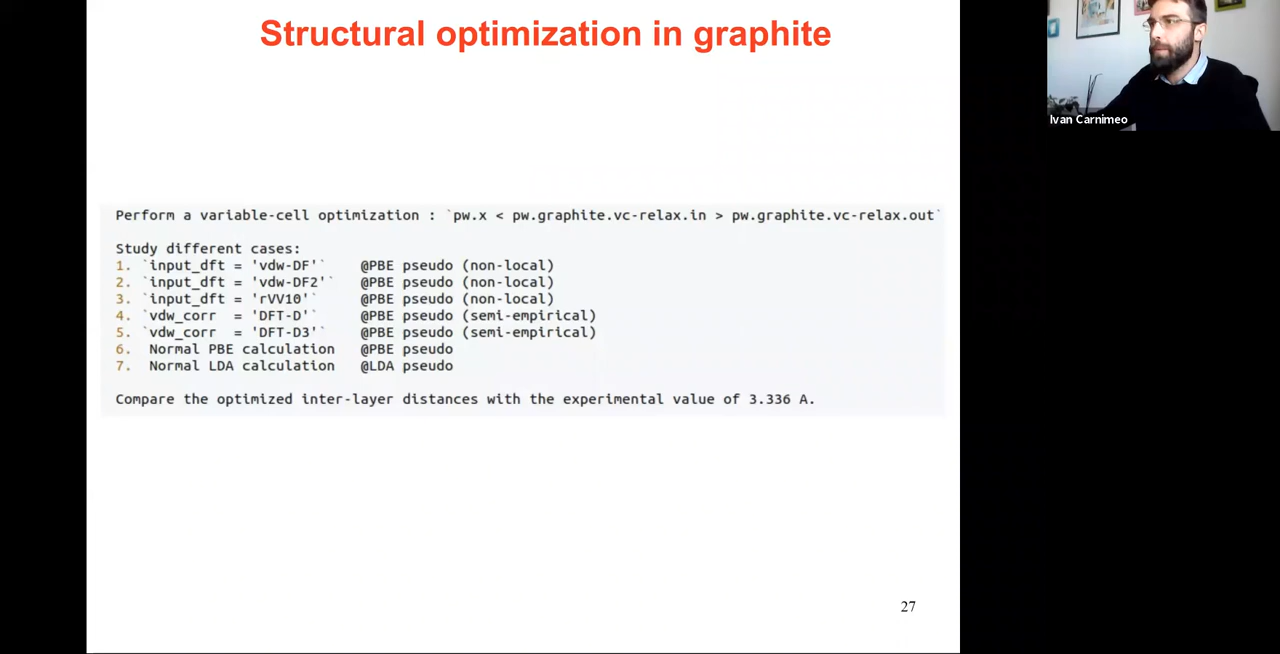 Structural optimization in graphite
Ivan Carnimeo
Perform a variable-cell optimization : `pw.x < pw.graphite.vc-relax.in > pw.graphite.vc-relax.out`
Study different cases:
1. `input_dft = 'vdw-DF'` @PBE pseudo (non-local)
2. `input_dft = 'vdw-DF2'` @PBE pseudo (non-local)
3. `input_dft = 'rVV10'` @PBE pseudo (non-local)
4. `vdw_corr = 'DFT-D'` @PBE pseudo (semi-empirical)
5. `vdw_corr = 'DFT-D3'` @PBE pseudo (semi-empirical)
6. Normal PBE calculation @PBE pseudo
7. Normal LDA calculation @LDA pseudo
Compare the optimized inter-layer distances with the experimental value of 3.336 A.
27